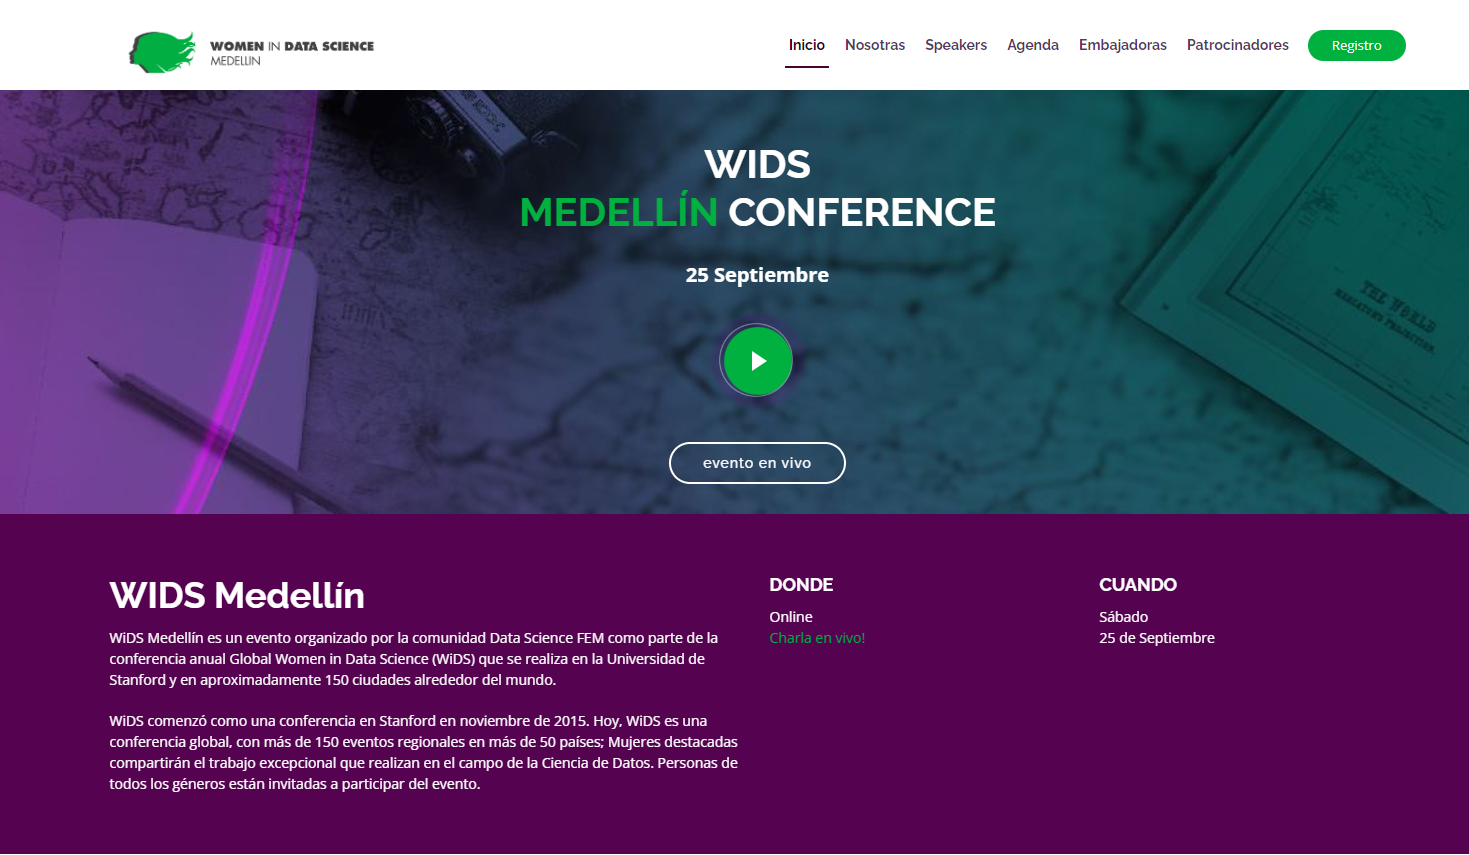 WOMEN IN DATA SCIENCE
MEDELLIN
Inicio
Nosotras
Speakers
Agenda
Embajadoras
Patrocinadores
Registro
WIDS
MEDELLÍN CONFERENCE
25 Septiembre
THE WORLD
MERCATOR'S PROJECTION
evento en vivo
WIDS Medellín
WiDS Medellín es un evento organizado por la comunidad Data Science FEM como parte de la
conferencia anual Global Women in Data Science (WiDS) que se realiza en la Universidad de
Stanford y en aproximadamente 150 ciudades alrededor del mundo.
WiDS comenzó como una conferencia en Stanford en noviembre de 2015. Hoy, WiDS es una
conferencia global, con más de 150 eventos regionales en más de 50 países; Mujeres destacadas
compartirán el trabajo excepcional que realizan en el campo de la Ciencia de Datos. Personas de
todos los géneros están invitadas a participar del evento.
DONDE
Online
Charla en vivo!
CUANDO
Sábado
25 de Septiembre